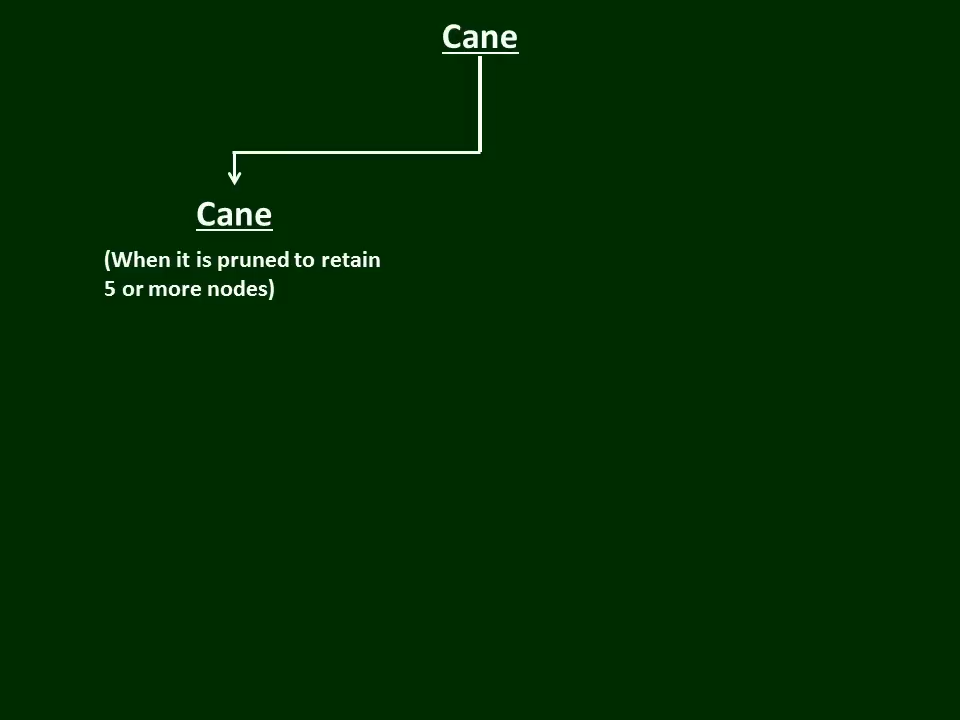 Cane
Cane
(When it is pruned to retain
5 or more nodes)